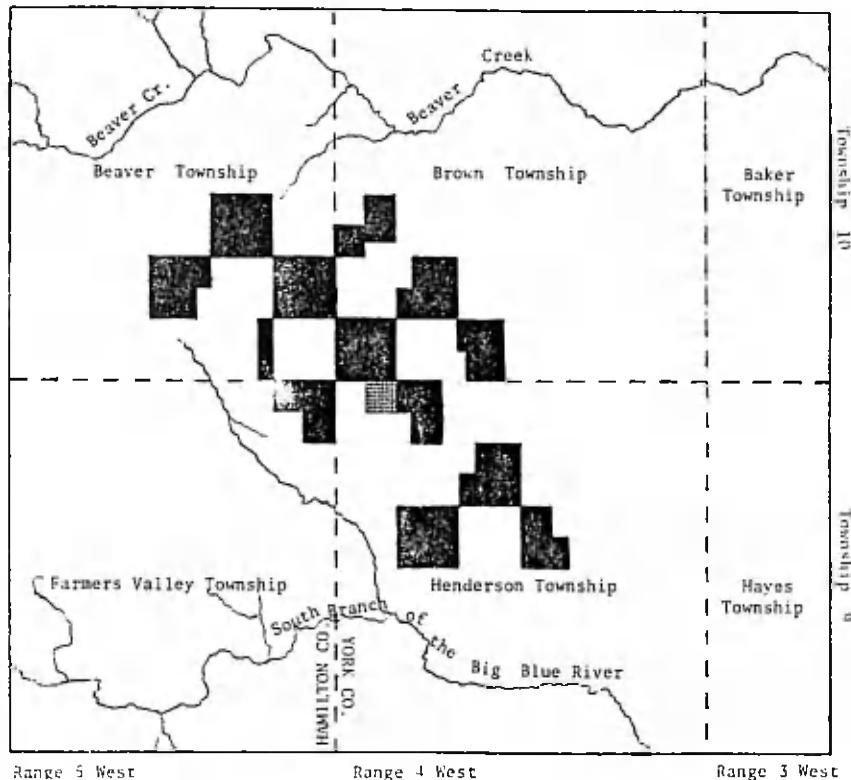 Creek
Beaver
Beaver Cr.
Beaver Township
Brown Township
Baker
Township
Township 10
Farmers Valley Township
Henderson Township
Hayes
Township
Township
South Branch of the Big Blue River
HAMILTON CO.
YORK CO.
Range 5 West
Range 4 West
Range 3 West